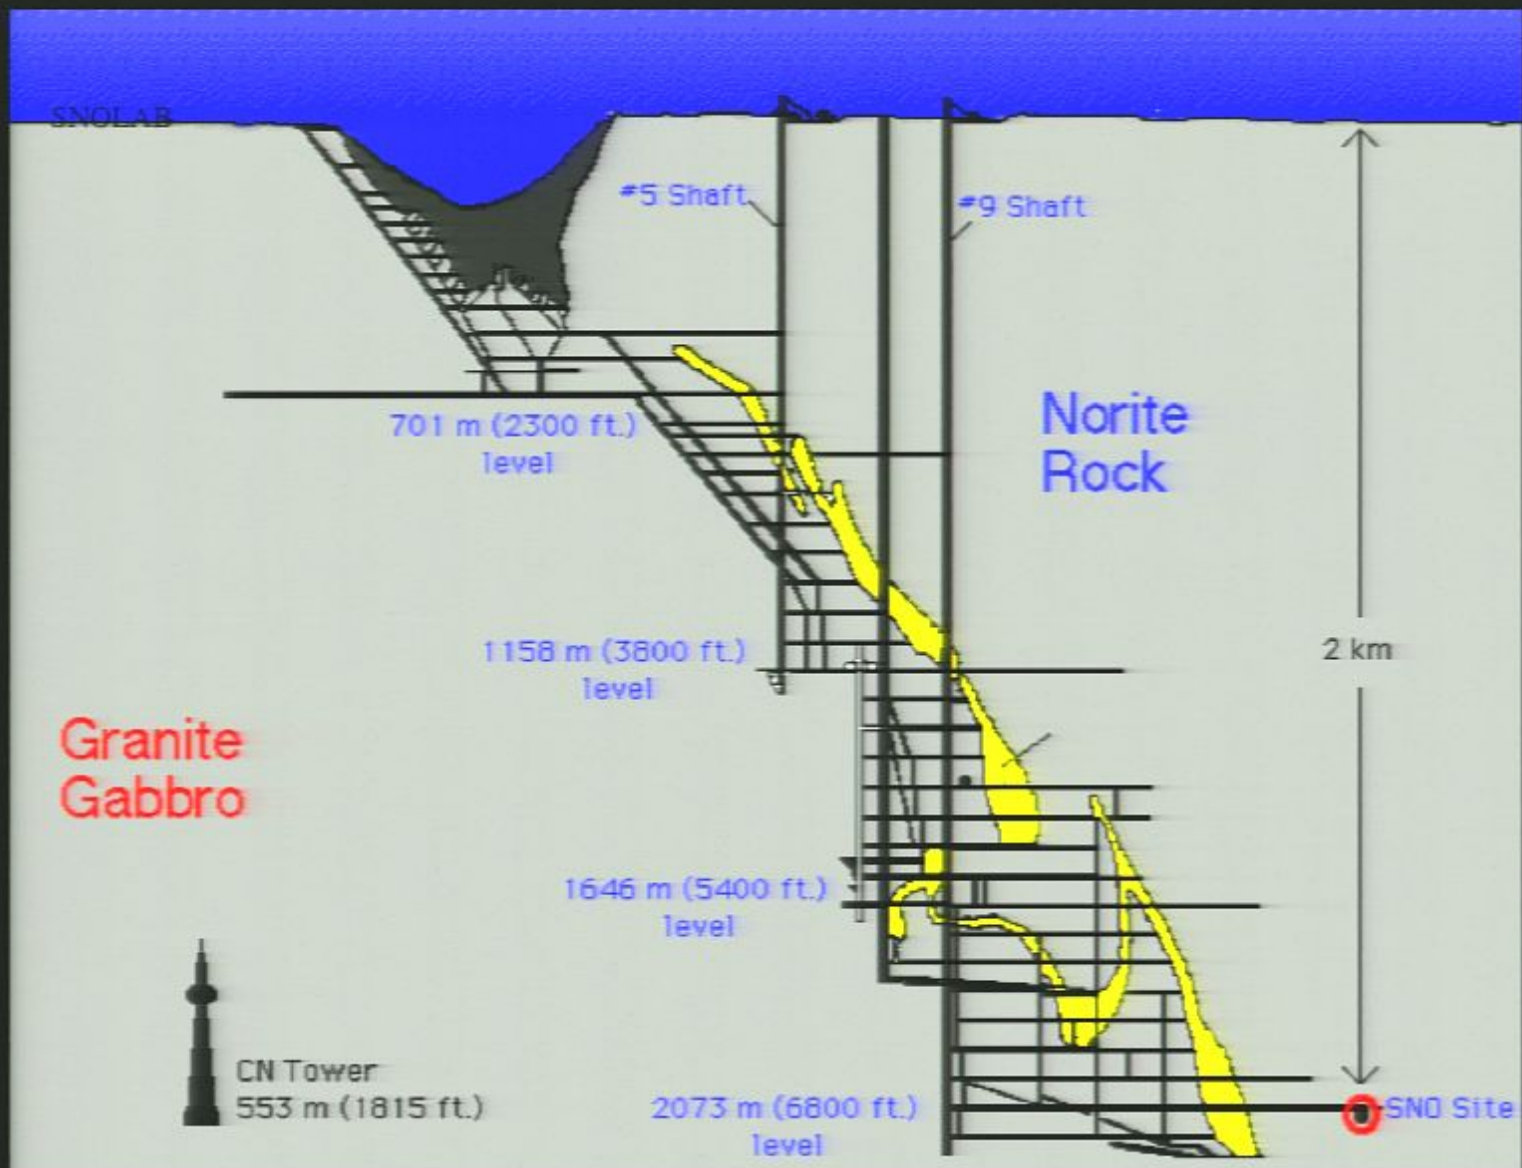 SNOLAB
#5 Shaft
#9 Shaft
Norite
Rock
701 m (2300 ft.)
level
1158 m (3800 ft.)
level
2 km
Granite
Gabbro
1646 m (5400 ft.)
level
CN Tower
553 m (1815 ft.)
2073 m (6800 ft.)
level
SNO Site